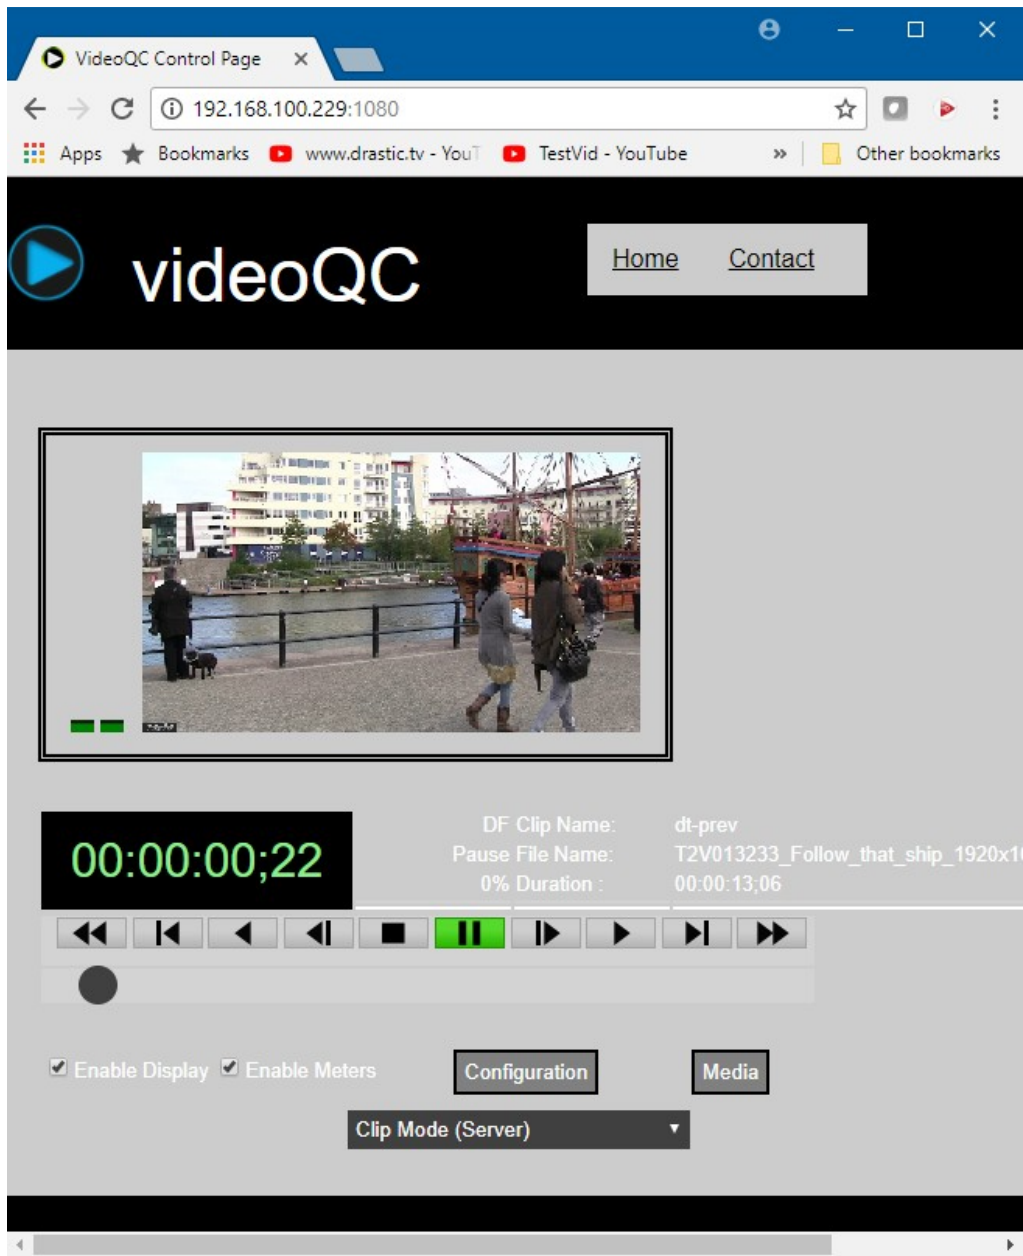 VideoQC Control Page
192.168.100.229:1080
Apps Bookmarks www.drastic.tv - YouT TestVid - YouTube » Other bookmarks
videoQC
Home Contact
00:00:00;22
DF Clip Name: dt-prev
Pause File Name: T2V013233_Follow_that_ship_1920x10
0% Duration : 00:00:13;06
Enable Display Enable Meters Configuration Media
Clip Mode (Server)